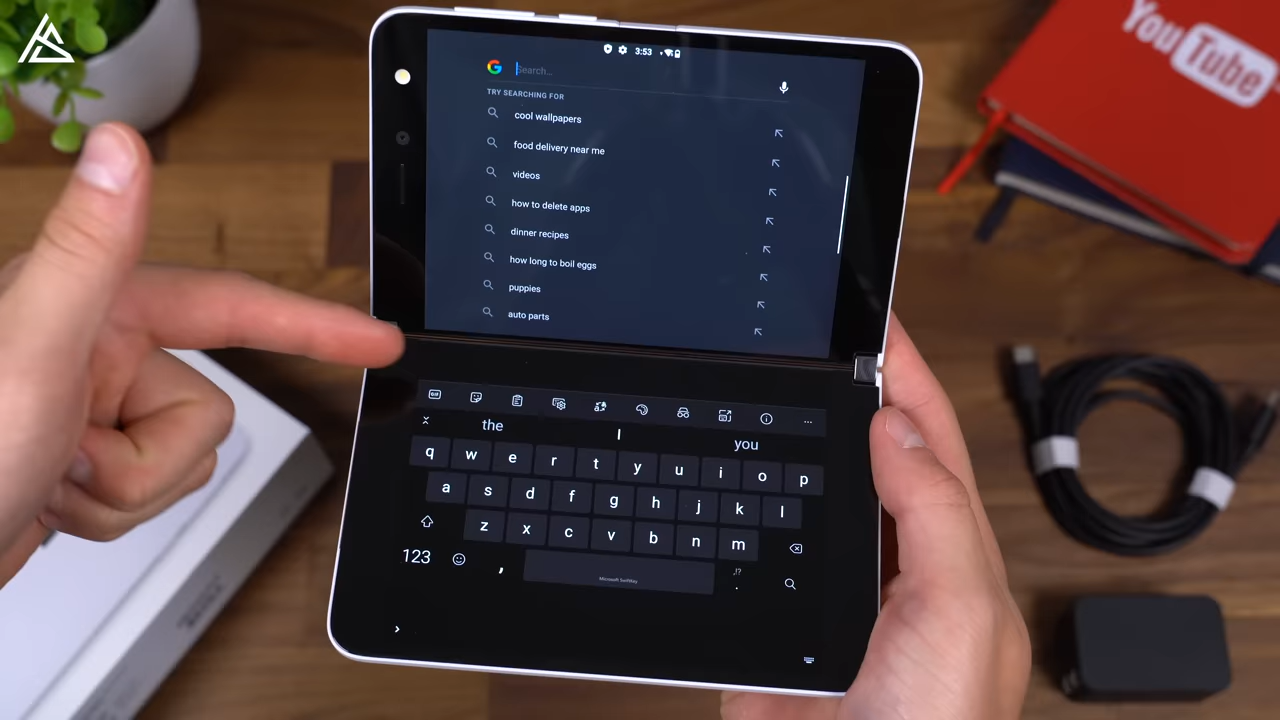 3:53
Search...
TRY SEARCHING FOR
cool wallpapers
food delivery near me
videos
how to delete apps
dinner recipes
how long to boil eggs
puppies
auto parts
GIF
the I you
q w e r t y u i o p
a s d f g h j k l
z x c v b n m
123 , Microsoft SwiftKey ,!? .
YouTube